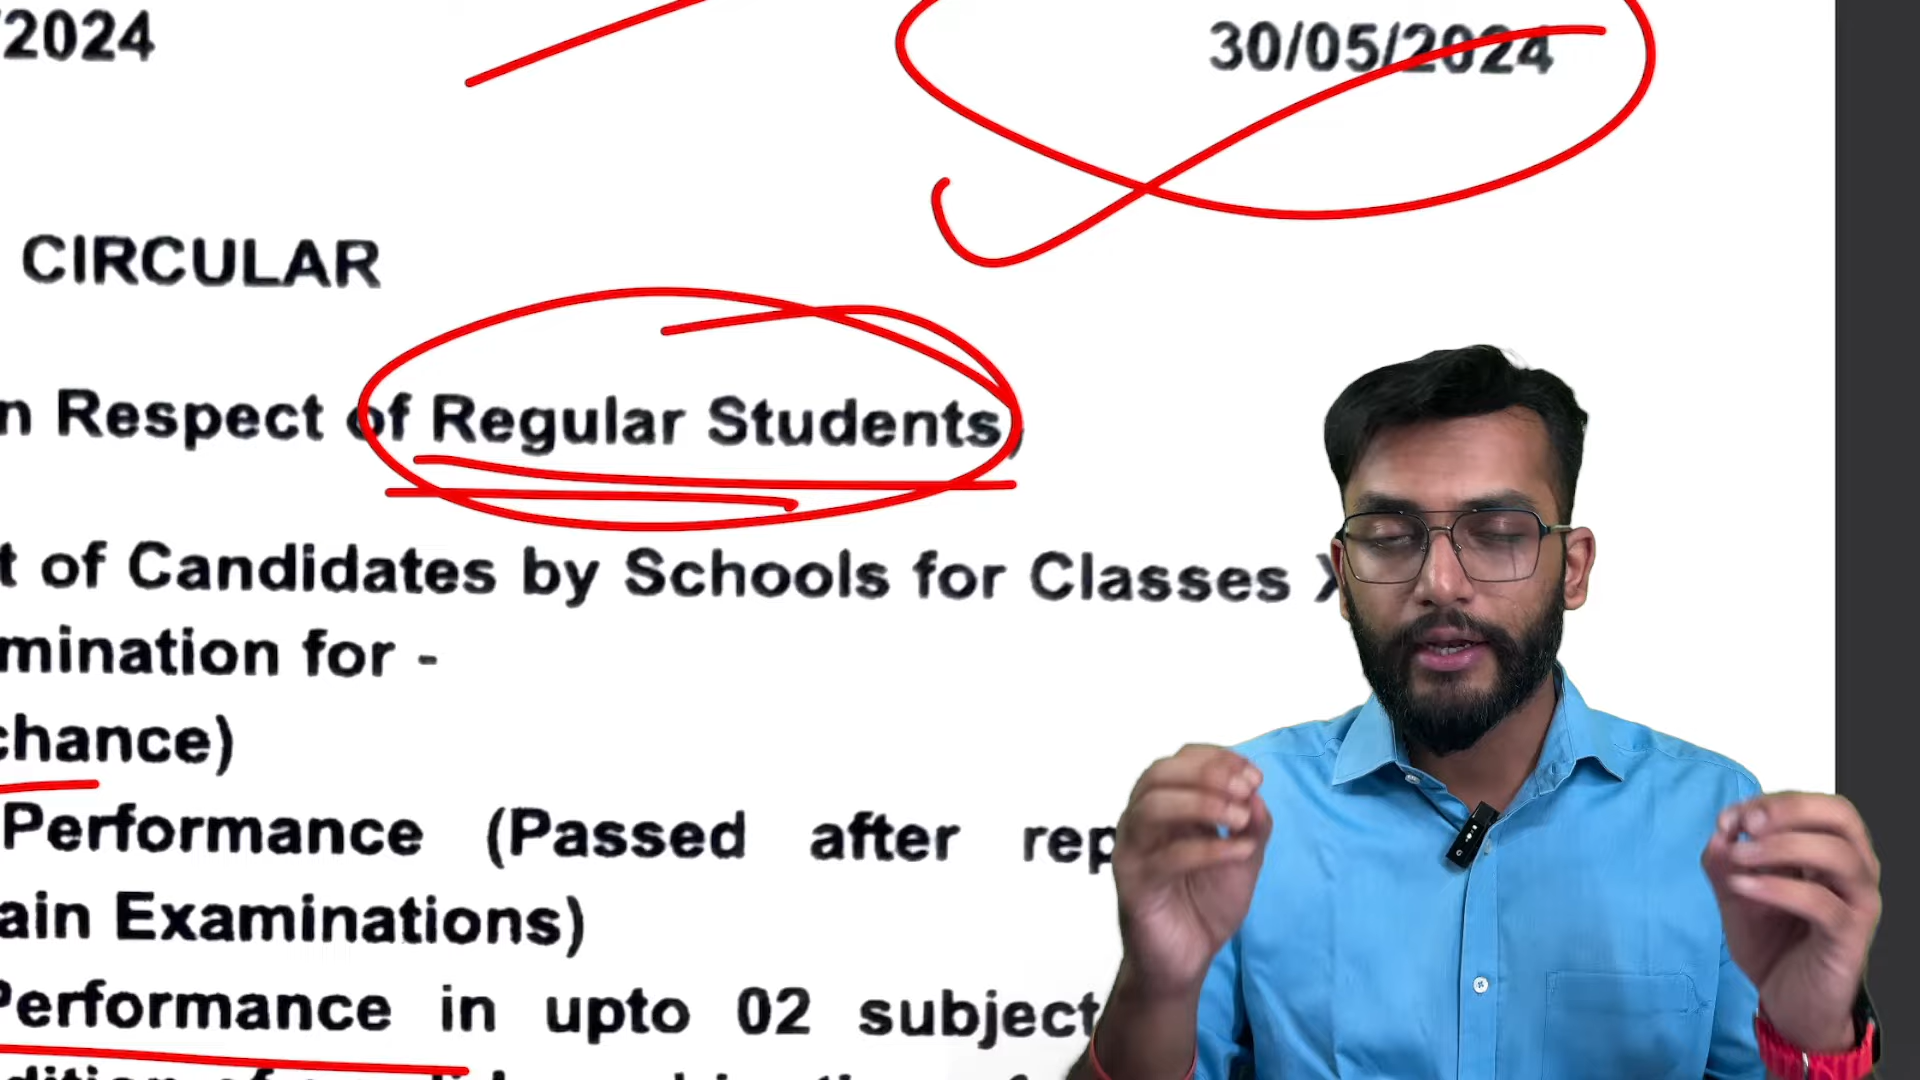 /2024 30/05/2024
CIRCULAR
n Respect of Regular Students)
t of Candidates by Schools for Classes X
mination for -
chance)
Performance (Passed after rep
ain Examinations)
Performance in upto 02 subject